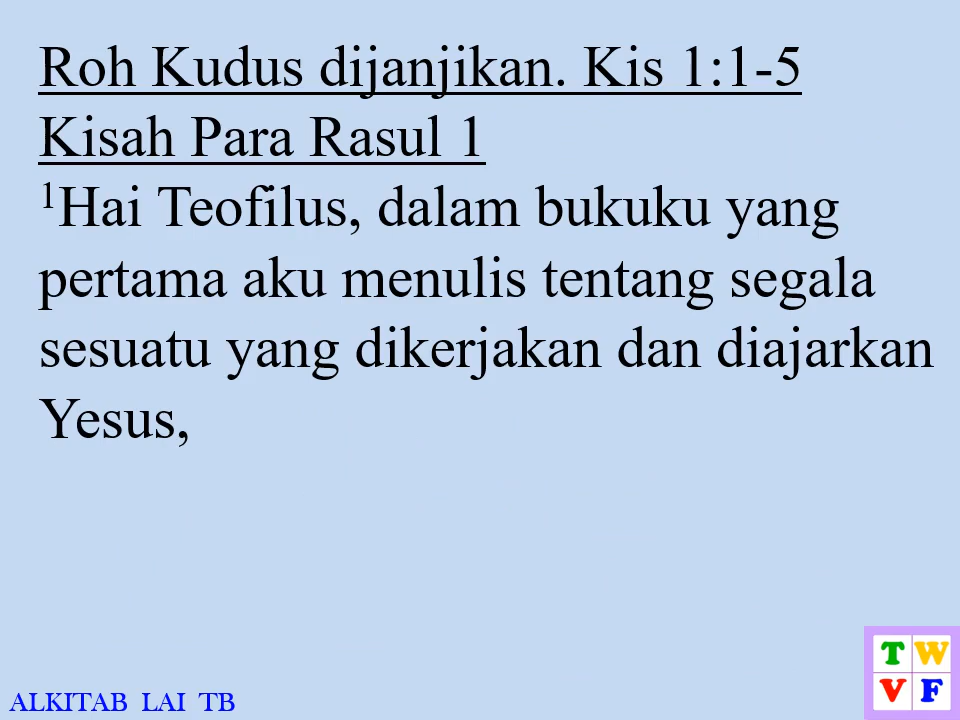 Roh Kudus dijanjikan. Kis 1:1-5
Kisah Para Rasul 1
¹Hai Teofilus, dalam bukuku yang
pertama aku menulis tentang segala
sesuatu yang dikerjakan dan diajarkan
Yesus,
T W
V F
ALKITAB LAI TB